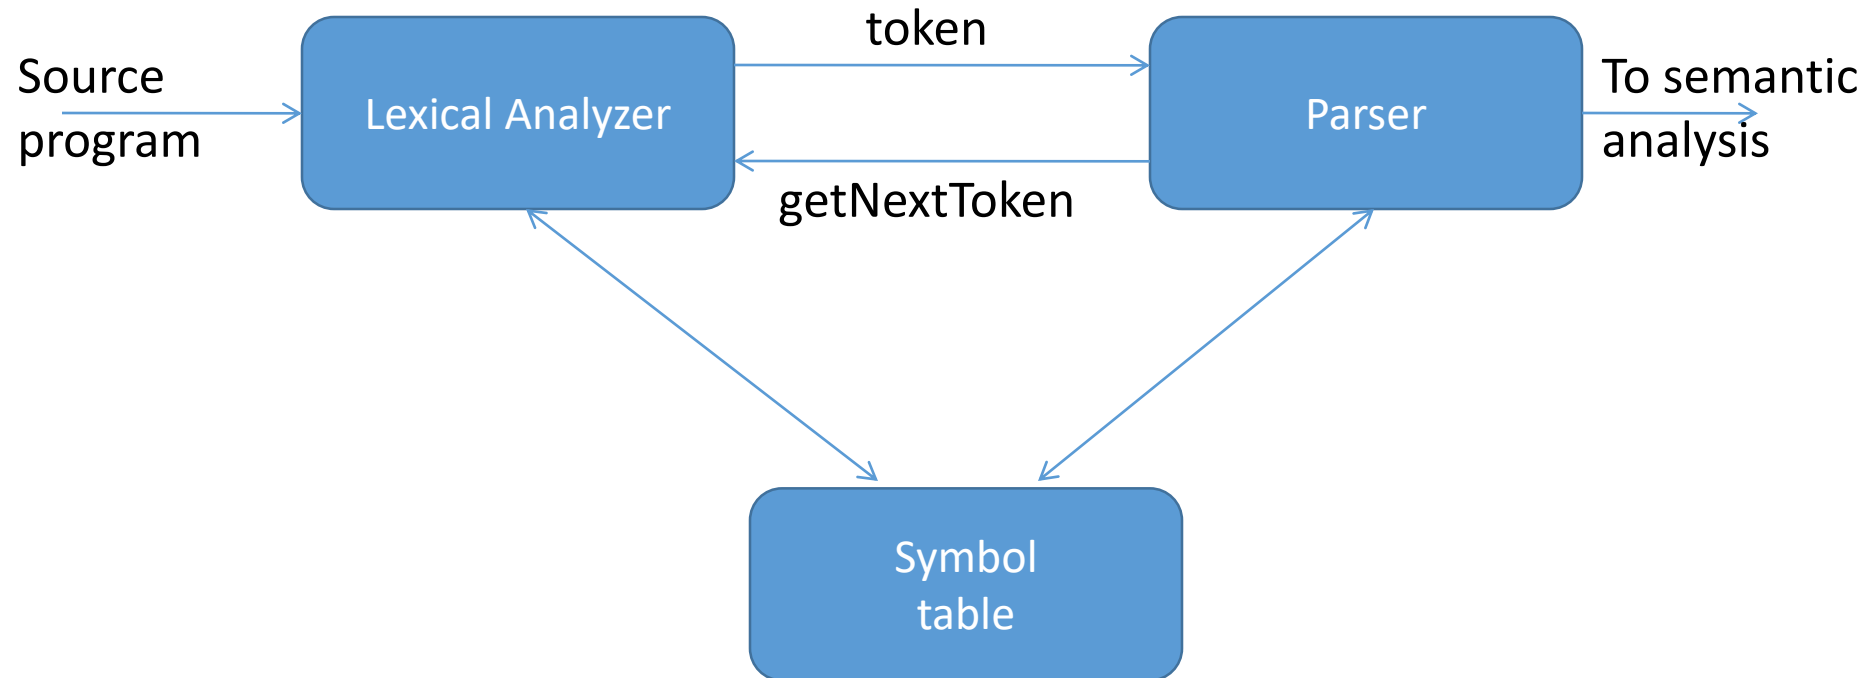 Source
program
Lexical Analyzer
token
getNextToken
Parser
To semantic
analysis
Symbol
table